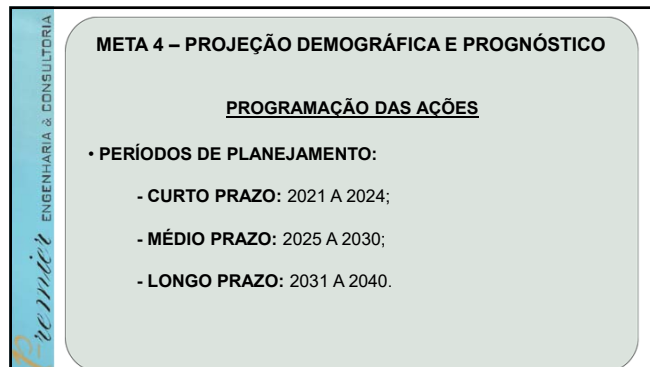 META 4 – PROJEÇÃO DEMOGRÁFICA E PROGNÓSTICO
PROGRAMAÇÃO DAS AÇÕES
• PERÍODOS DE PLANEJAMENTO:
- CURTO PRAZO: 2021 A 2024;
- MÉDIO PRAZO: 2025 A 2030;
- LONGO PRAZO: 2031 A 2040.
Premier ENGENHARIA & CONSULTORIA